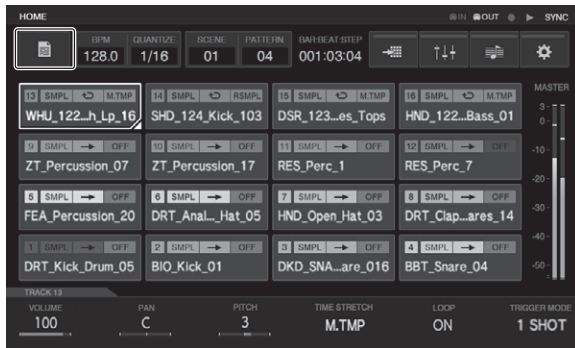 HOME IN OUT SYNC
BPM QUANTIZE SCENE PATTERN BAR:BEAT:STEP
128.0 1/16 01 04 001:03:04
13 SMPL M.TMP 14 SMPL RSMPL 15 SMPL M.TMP 16 SMPL M.TMP MASTER
WHU_122...h_Lp_16 SHD_124_Kick_103 DSR_123...es_Tops HND_122...Bass_01
3
0
9 SMPL OFF 10 SMPL OFF 11 SMPL OFF 12 SMPL OFF -10
ZT_Percussion_07 ZT_Percussion_17 RES_Perc_1 RES_Perc_7
-20
5 SMPL OFF 6 SMPL OFF 7 SMPL OFF 8 SMPL OFF
FEA_Percussion_20 DRT_Anal..._Hat_05 HND_Open_Hat_03 DRT_Clap...ares_14 -30
-40
1 SMPL OFF 2 SMPL OFF 3 SMPL OFF 4 SMPL OFF
DRT_Kick_Drum_05 BIO_Kick_01 DKD_SNA...are_016 BBT_Snare_04 -50
TRACK 13
VOLUME PAN PITCH TIME STRETCH LOOP TRIGGER MODE
100 C 3 M.TMP ON 1 SHOT